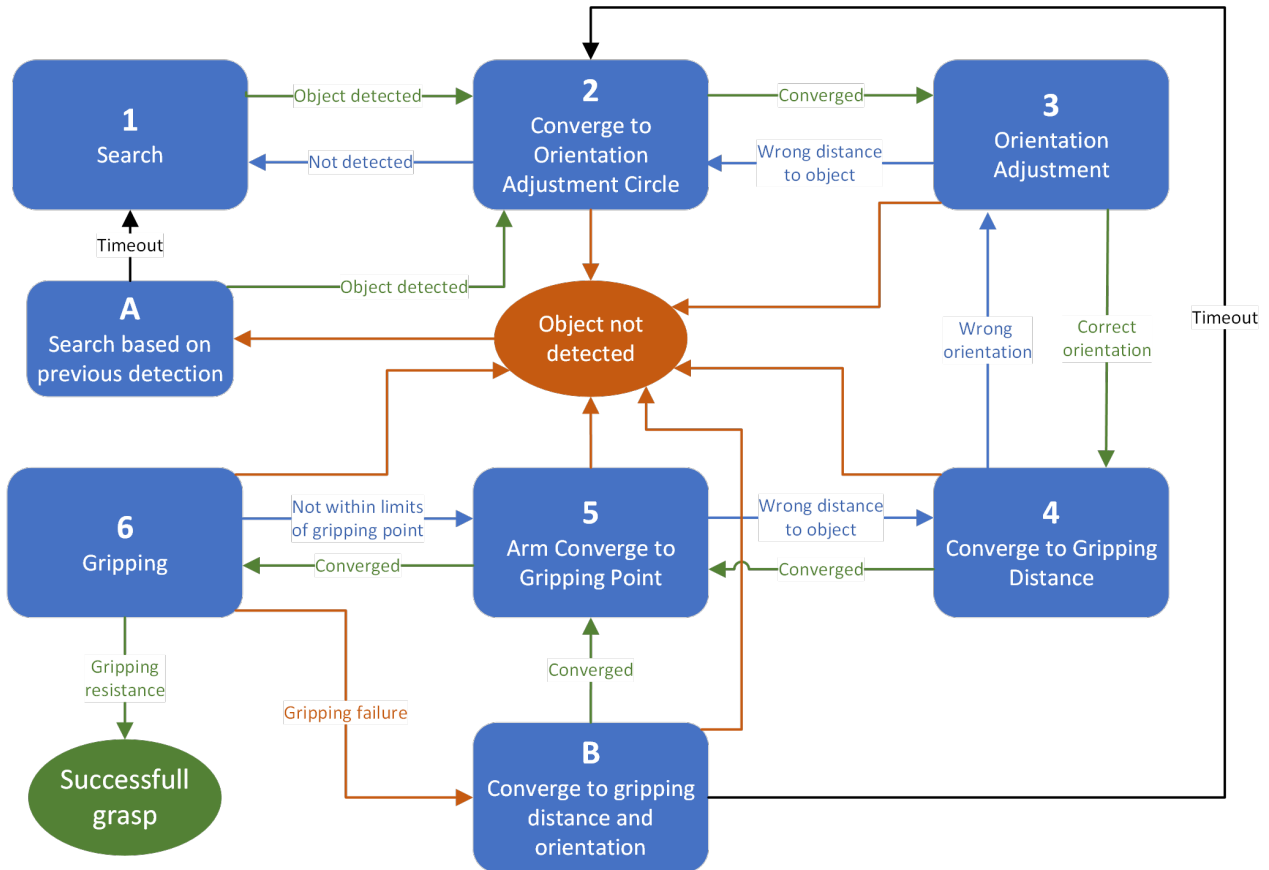 1
Search
Object detected
Not detected
2
Converge to
Orientation
Adjustment Circle
Converged
Wrong distance
to object
3
Orientation
Adjustment
Timeout
Object detected
A
Search based on
previous detection
Object not
detected
Wrong
orientation
Correct
orientation
Timeout
6
Gripping
Not within limits
of gripping point
Converged
5
Arm Converge to
Gripping Point
Wrong distance
to object
Converged
4
Converge to Gripping
Distance
Gripping
resistance
Gripping failure
Converged
Successfull
grasp
B
Converge to gripping
distance and
orientation